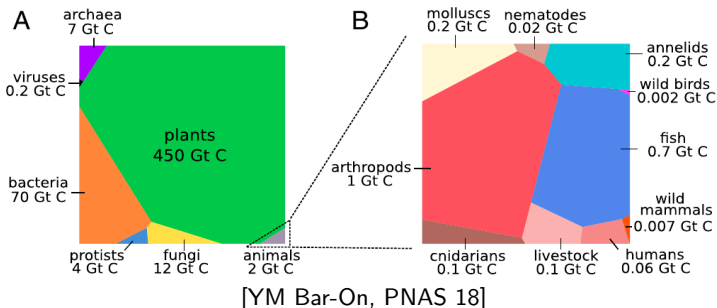 A
archaea
7 Gt C
viruses
0.2 Gt C
plants
450 Gt C
bacteria
70 Gt C
protists
4 Gt C
fungi
12 Gt C
animals
2 Gt C
B
molluscs
0.2 Gt C
nematodes
0.02 Gt C
annelids
0.2 Gt C
wild birds
0.002 Gt C
fish
0.7 Gt C
arthropods
1 Gt C
wild
mammals
0.007 Gt C
cnidarians
0.1 Gt C
livestock
0.1 Gt C
humans
0.06 Gt C
[YM Bar-On, PNAS 18]